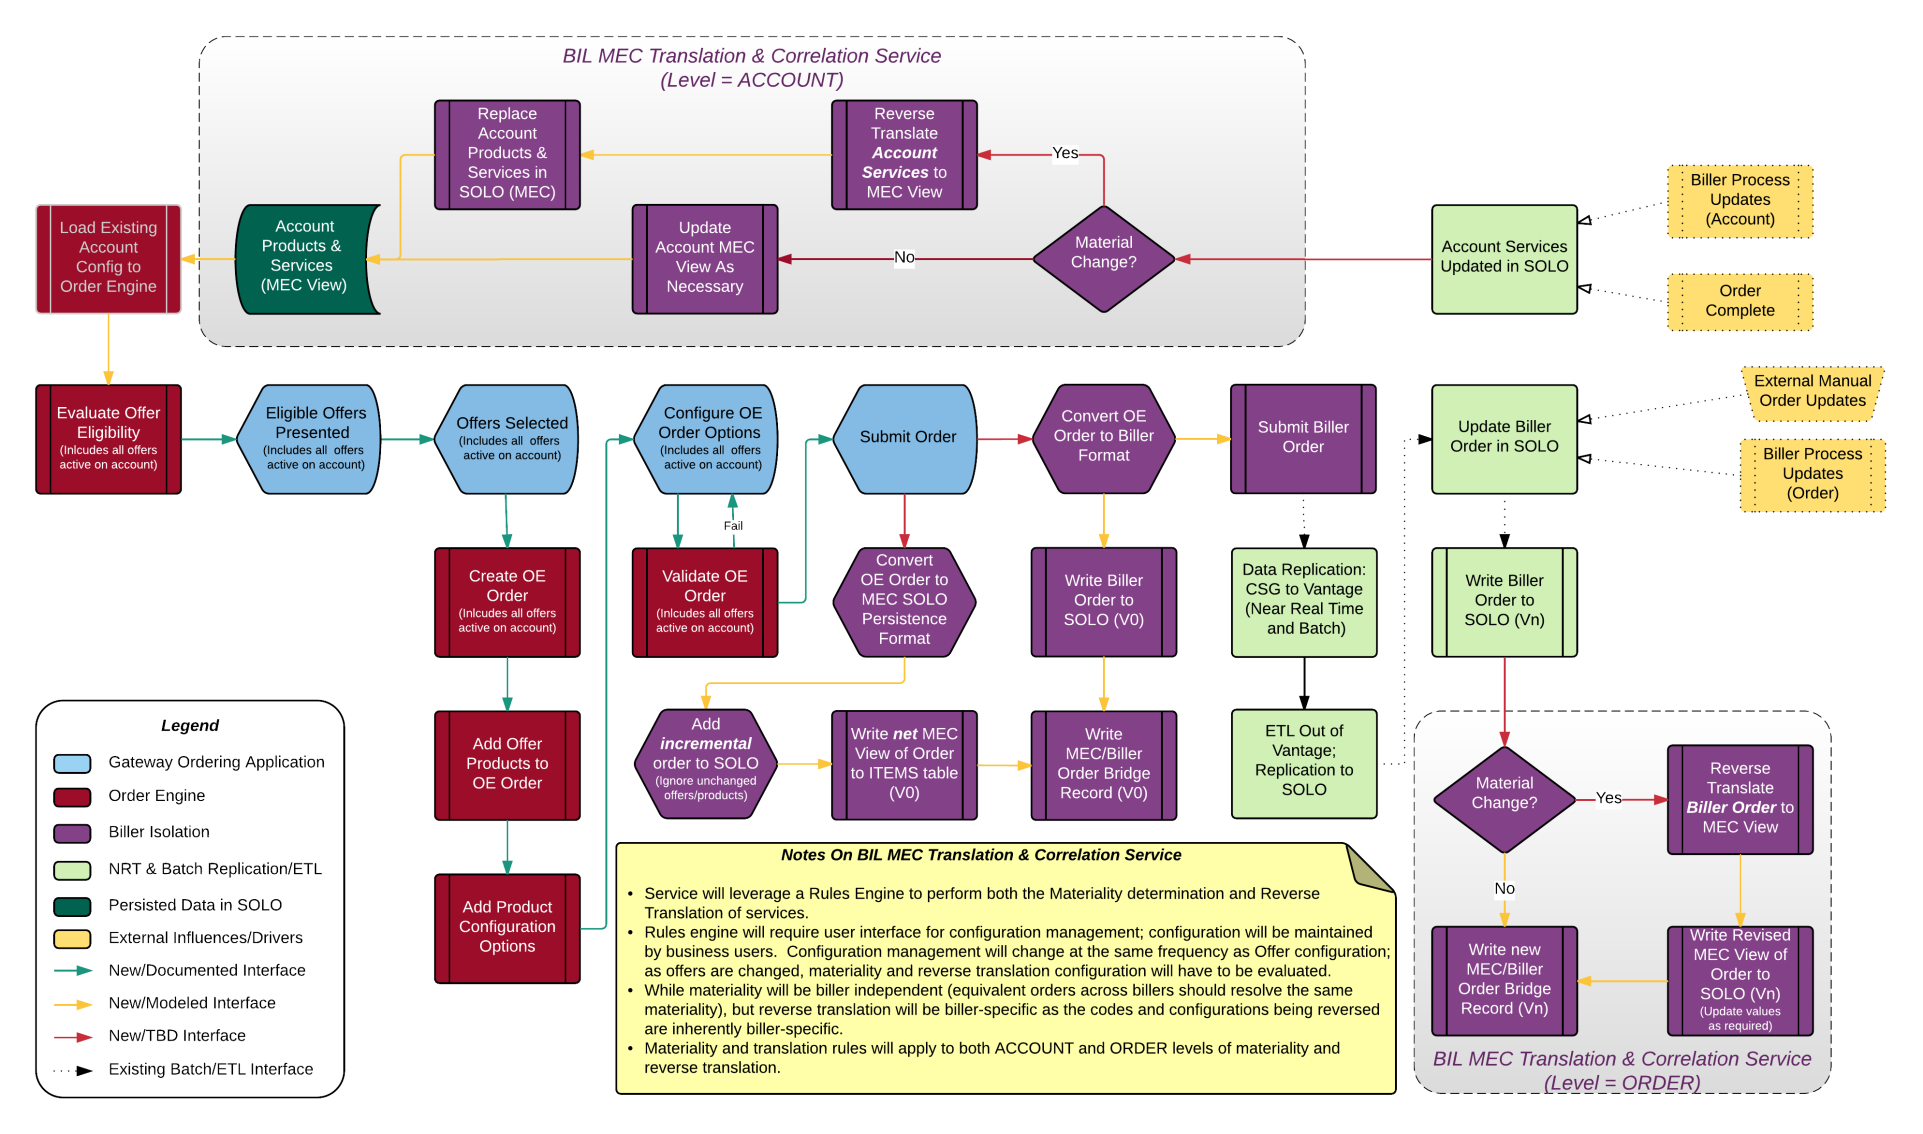 BIL MEC Translation & Correlation Service
(Level = ACCOUNT)
Replace
Account
Products &
Services in
SOLO (MEC)
Reverse
Translate
Account
Services to
MEC View
Yes
Biller Process
Updates
(Account)
Load Existing
Account
Config to
Order Engine
Account
Products &
Services
(MEC View)
Update
Account MEC
View As
Necessary
No
Material
Change?
Account Services
Updated in SOLO
Order
Complete
Evaluate Offer
Eligibility
(Inlcudes all offers
active on account)
Eligible Offers
Presented
(Includes all  offers
active on account)
Offers Selected
(Includes all  offers
active on account)
Configure OE
Order Options
(Includes all  offers
active on account)
Submit Order
Convert OE
Order to Biller
Format
Submit Biller
Order
Update Biller
Order in SOLO
External Manual
Order Updates
Biller Process
Updates
(Order)
Fail
Create OE
Order
(Inlcudes all offers
active on account)
Validate OE
Order
(Inlcudes all offers
active on account)
Convert
OE Order to
MEC SOLO
Persistence
Format
Write Biller
Order to
SOLO (V0)
Data Replication:
CSG to Vantage
(Near Real Time
and Batch)
Write Biller
Order to
SOLO (Vn)
Add Offer
Products to
OE Order
Add
incremental
order to SOLO
(Ignore unchanged
offers/products)
Write net MEC
View of Order
to ITEMS table
(V0)
Write
MEC/Biller
Order Bridge
Record (V0)
ETL Out of
Vantage;
Replication to
SOLO
Material
Change?
Yes
Reverse
Translate
Biller Order to
MEC View
No
Add Product
Configuration
Options
Write new
MEC/Biller
Order Bridge
Record (Vn)
Write Revised
MEC View of
Order to
SOLO (Vn)
(Update values
as required)
BIL MEC Translation & Correlation Service
(Level = ORDER)
Legend
Gateway Ordering Application
Order Engine
Biller Isolation
NRT & Batch Replication/ETL
Persisted Data in SOLO
External Influences/Drivers
New/Documented Interface
New/Modeled Interface
New/TBD Interface
Existing Batch/ETL Interface
Notes On BIL MEC Translation & Correlation Service
• Service will leverage a Rules Engine to perform both the Materiality determination and Reverse
Translation of services.
• Rules engine will require user interface for configuration management; configuration will be maintained
by business users.  Configuration management will change at the same frequency as Offer configuration;
as offers are changed, materiality and reverse translation configuration will have to be evaluated.
• While materiality will be biller independent (equivalent orders across billers should resolve the same
materiality), but reverse translation will be biller-specific as the codes and configurations being reversed
are inherently biller-specific.
• Materiality and translation rules will apply to both ACCOUNT and ORDER levels of materiality and
reverse translation.